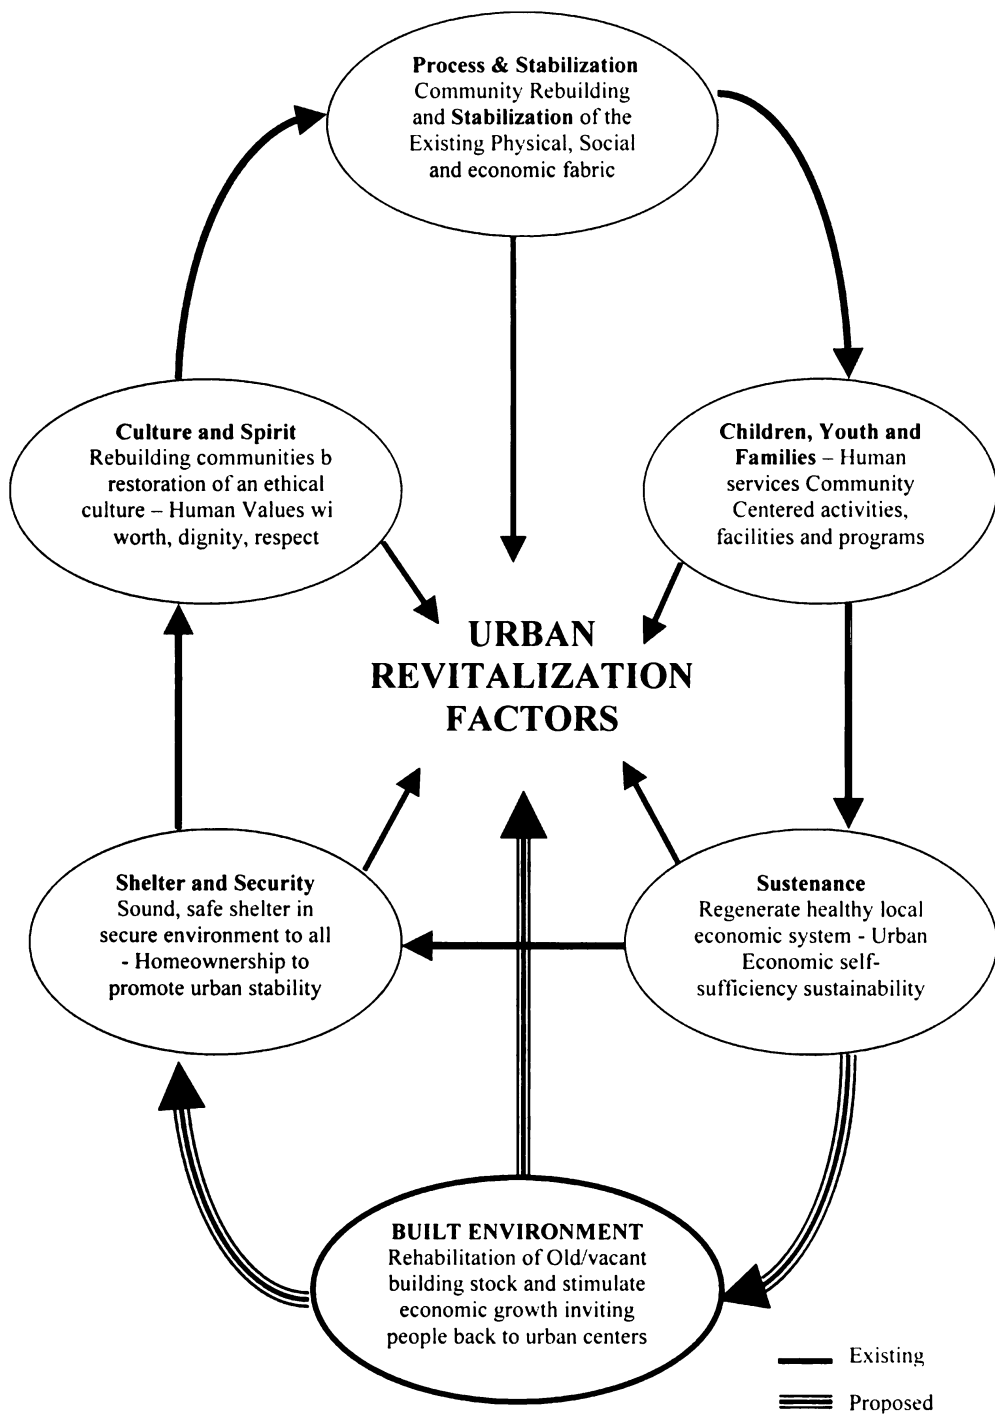 Process & Stabilization
Community Rebuilding
and Stabilization of the
Existing Physical, Social
and economic fabric
Culture and Spirit
Rebuilding communities b
restoration of an ethical
culture – Human Values wi
worth, dignity, respect
Children, Youth and
Families – Human
services Community
Centered activities,
facilities and programs
URBAN
REVITALIZATION
FACTORS
Shelter and Security
Sound, safe shelter in
secure environment to all
- Homeownership to
promote urban stability
Sustenance
Regenerate healthy local
economic system - Urban
Economic self-
sufficiency sustainability
BUILT ENVIRONMENT
Rehabilitation of Old/vacant
building stock and stimulate
economic growth inviting
people back to urban centers
Existing
Proposed